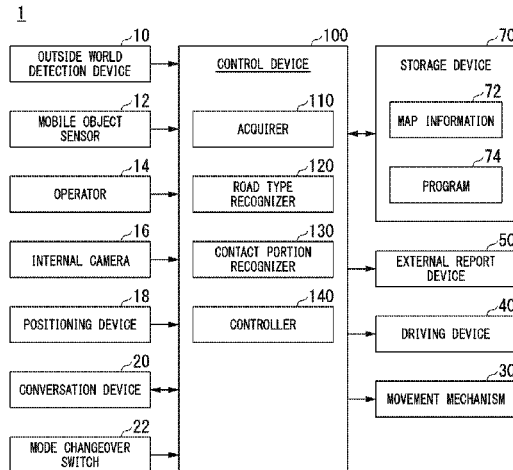 1
10
OUTSIDE WORLD
DETECTION DEVICE
12
MOBILE OBJECT
SENSOR
14
OPERATOR
16
INTERNAL CAMERA
18
POSITIONING DEVICE
20
CONVERSATION DEVICE
22
MODE CHANGEOVER
SWITCH
100
CONTROL DEVICE
110
ACQUIRER
120
ROAD TYPE
RECOGNIZER
130
CONTACT PORTION
RECOGNIZER
140
CONTROLLER
70
STORAGE DEVICE
72
MAP INFORMATION
74
PROGRAM
50
EXTERNAL REPORT
DEVICE
40
DRIVING DEVICE
30
MOVEMENT MECHANISM